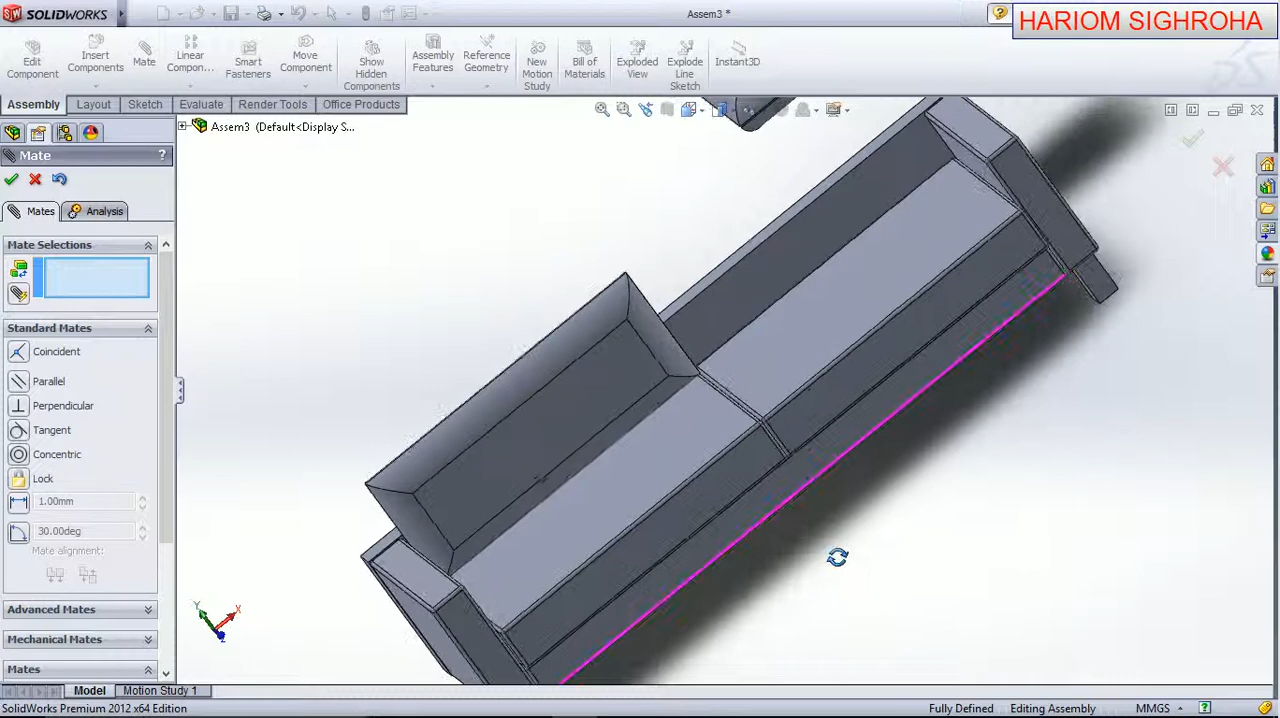 SOLIDWORKS
Assem3 *
HARIOM SIGHROHA
Edit Component
Insert Components
Mate
Linear Compon...
Smart Fasteners
Move Component
Show Hidden Components
Assembly Features
Reference Geometry
New Motion Study
Bill of Materials
Exploded View
Explode Line Sketch
Instant3D
Assembly
Layout
Sketch
Evaluate
Render Tools
Office Products
Assem3 (Default<Display S...
Mate
?
Mates
Analysis
Mate Selections
Standard Mates
Coincident
Parallel
Perpendicular
Tangent
Concentric
Lock
1.00mm
30.00deg
Mate alignment:
Advanced Mates
Mechanical Mates
Mates
Y
X
Z
Model
Motion Study 1
SolidWorks Premium 2012 x64 Edition
Fully Defined
Editing Assembly
MMGS
?